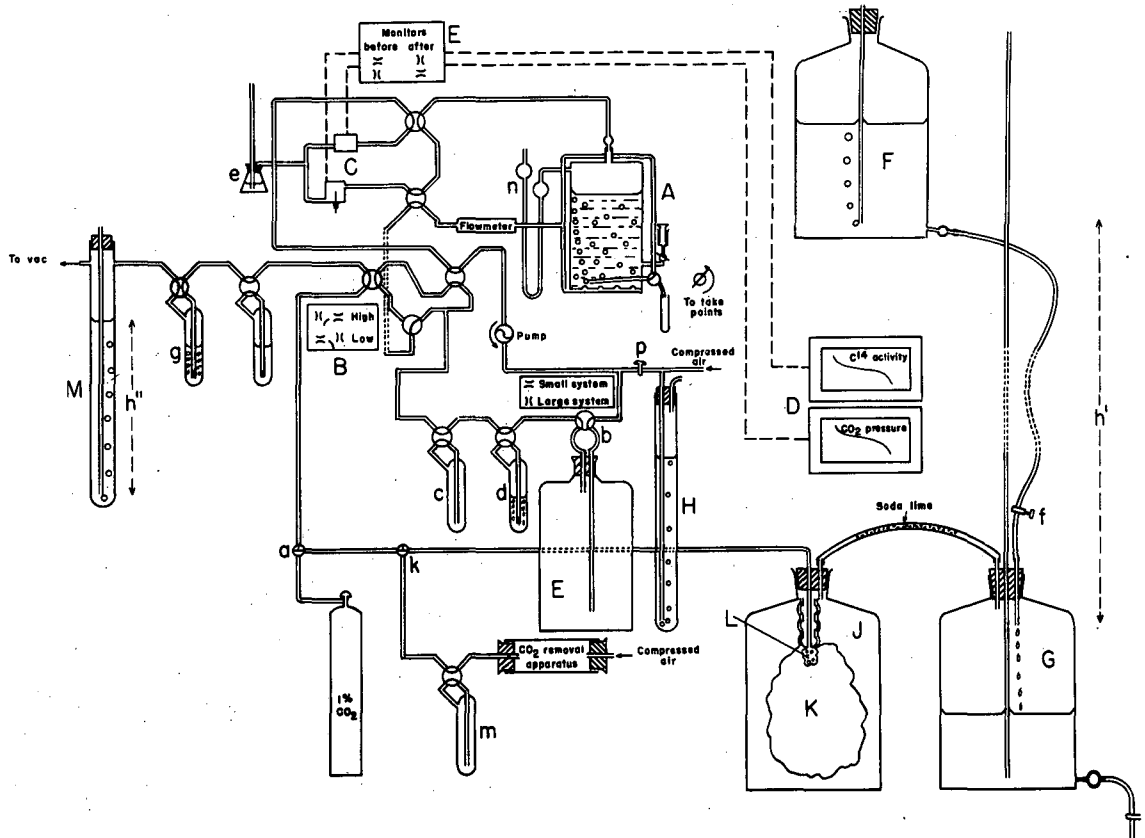 Monitors
before after
E
F
e
C
n
A
Flowmeter
To vac
To take
points
High
Low
B
g
M
h"
Pump
p
Compressed
air
Small system
Large system
b
C¹⁴ activity
D
CO₂ pressure
h'
c
d
H
f
Soda lime
a
k
E
L
J
G
K
CO₂ removal
apparatus
Compressed
air
1%
CO₂
m